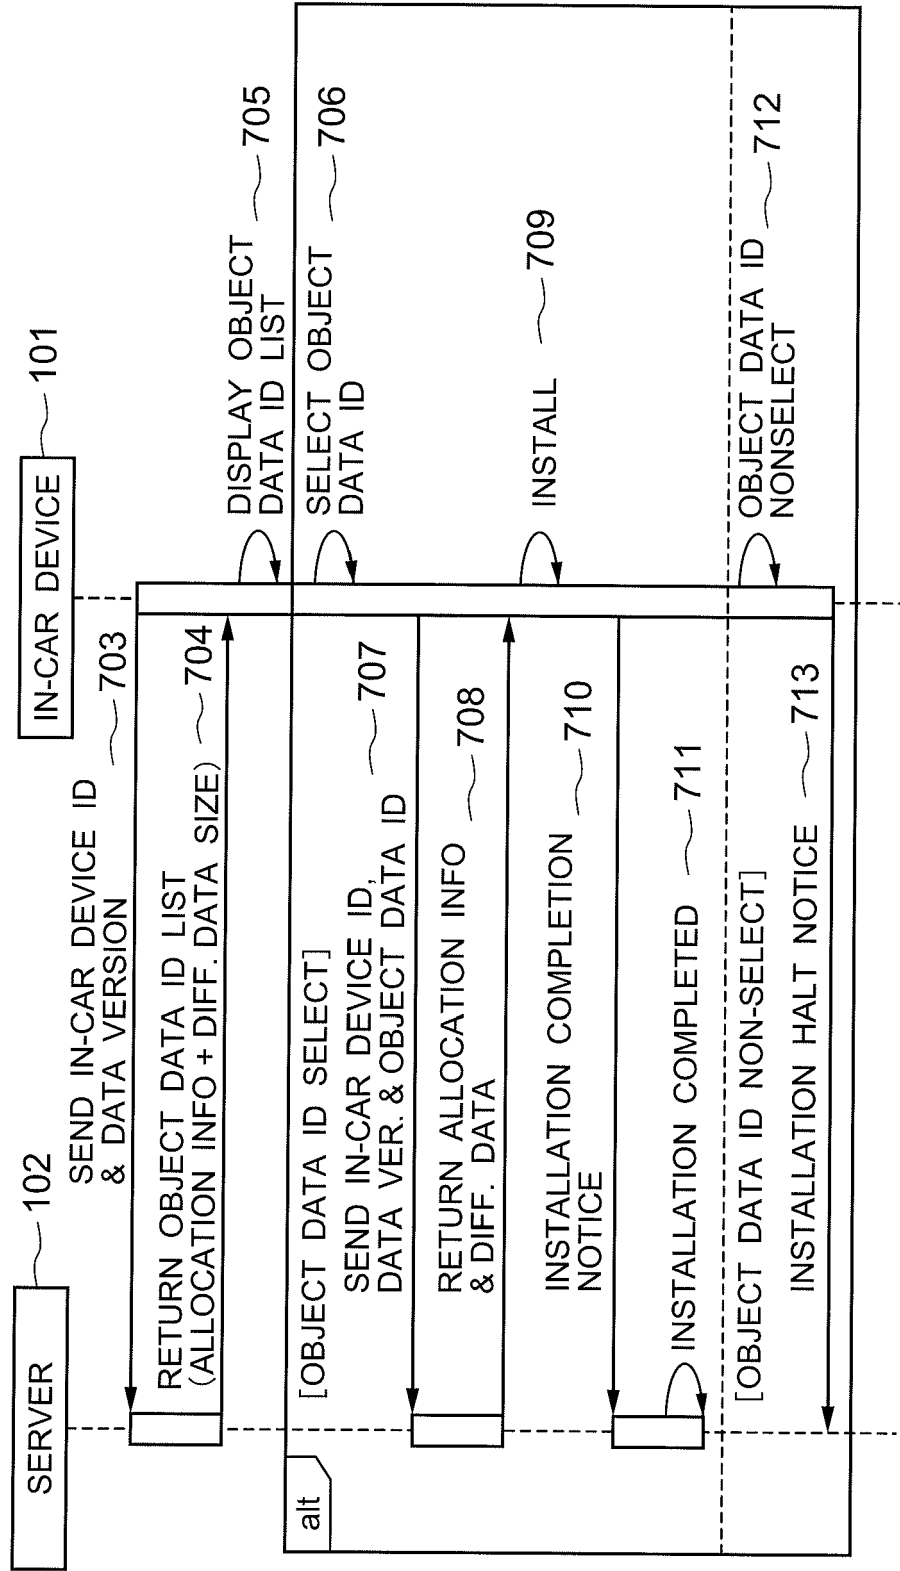 SERVER
102
IN-CAR DEVICE
101
SEND IN-CAR DEVICE ID
& DATA VERSION
703
RETURN OBJECT DATA LIST
(ALLOCATION INFO + DIFF. DATA SIZE)
704
DISPLAY OBJECT
DATA ID LIST
705
alt
[OBJECT DATA ID SELECT]
SELECT OBJECT
DATA ID
706
SEND IN-CAR DEVICE ID,
DATA VER. & OBJECT DATA ID
707
RETURN ALLOCATION INFO
& DIFF. DATA
708
INSTALL
709
INSTALLATION COMPLETION
NOTICE
710
INSTALLATION COMPLETED
711
[OBJECT DATA ID NON-SELECT]
OBJECT DATA ID
NONSELECT
712
INSTALLATION HALT NOTICE
713